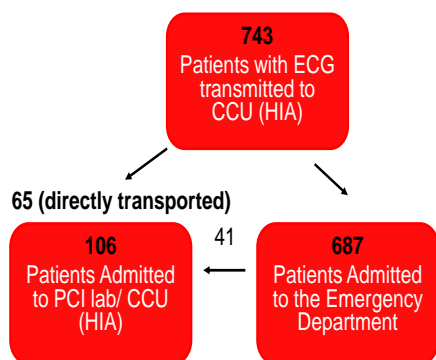 743
Patients with ECG
transmitted to
CCU (HIA)
65 (directly transported)
106
Patients Admitted
to PCI lab/ CCU
(HIA)
41
687
Patients Admitted
to the Emergency
Department